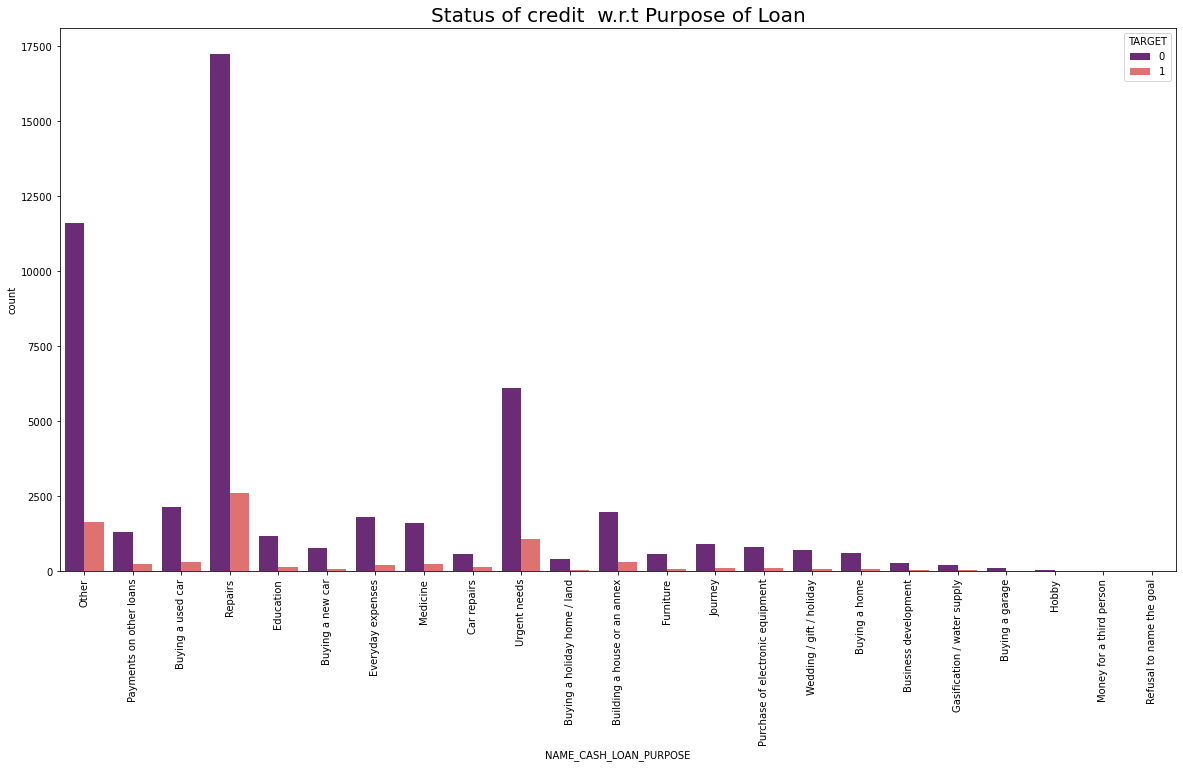 Status of credit  w.r.t Purpose of Loan
TARGET
0
1
count
17500
15000
12500
10000
7500
5000
2500
0
Other
Payments on other loans
Buying a used car
Repairs
Education
Buying a new car
Everyday expenses
Medicine
Car repairs
Urgent needs
Buying a holiday home / land
Building a house or an annex
Furniture
Journey
Purchase of electronic equipment
Wedding / gift / holiday
Buying a home
Business development
Gasification / water supply
Buying a garage
Hobby
Money for a third person
Refusal to name the goal
NAME_CASH_LOAN_PURPOSE